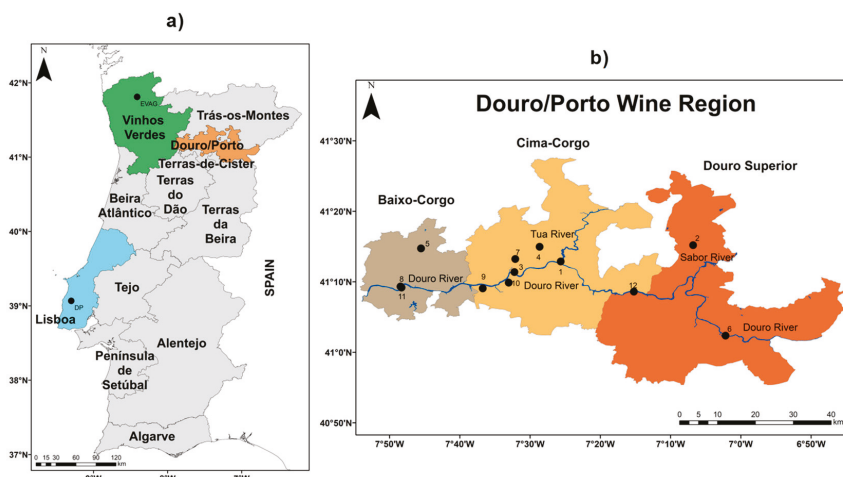 a)
N
42°N
41°N
40°N
39°N
38°N
37°N
EVAG
Vinhos
Verdes
Trás-os-Montes
Douro/Porto
Terras-de-Cister
Terras
do
Dão
Beira
Atlântico
Terras
da
Beira
SPAIN
Tejo
DP
Lisboa
Península
de
Setúbal
Alentejo
Algarve
0 15 30 60 90 120
km
b)
N
Douro/Porto Wine Region
41°30'N
41°20'N
41°10'N
41°0'N
40°50'N
Cima-Corgo
Douro Superior
Baixo-Corgo
5
Tua River
7
4
3
2
Sabor River
8
Douro River
9
10
Douro River
1
12
11
6
Douro River
0 5 10 20 30 40
km
7°50'W 7°40'W 7°30'W 7°20'W 7°10'W 7°0'W 6°50'W